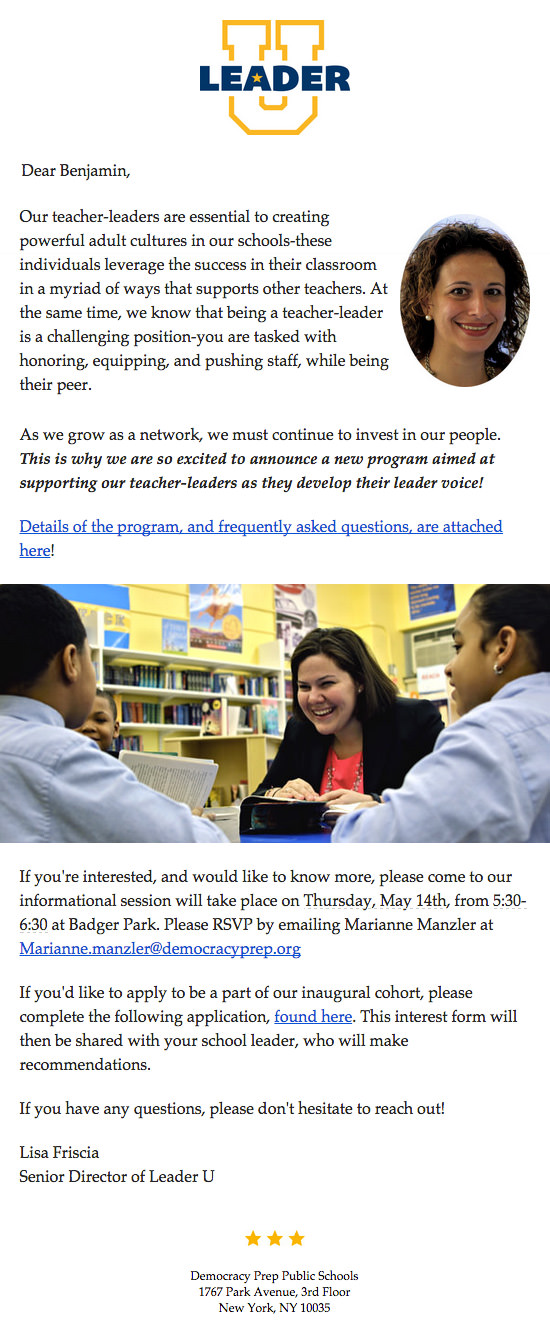 U
LEADER
Dear Benjamin,
Our teacher-leaders are essential to creating
powerful adult cultures in our schools-these
individuals leverage the success in their classroom
in a myriad of ways that supports other teachers. At
the same time, we know that being a teacher-leader
is a challenging position-you are tasked with
honoring, equipping, and pushing staff, while being
their peer.
As we grow as a network, we must continue to invest in our people.
This is why we are so excited to announce a new program aimed at
supporting our teacher-leaders as they develop their leader voice!
Details of the program, and frequently asked questions, are attached
here!
If you're interested, and would like to know more, please come to our
informational session will take place on Thursday, May 14th, from 5:30-
6:30 at Badger Park. Please RSVP by emailing Marianne Manzler at
Marianne.manzler@democracyprep.org
If you'd like to apply to be a part of our inaugural cohort, please
complete the following application, found here. This interest form will
then be shared with your school leader, who will make
recommendations.
If you have any questions, please don't hesitate to reach out!
Lisa Friscia
Senior Director of Leader U
Democracy Prep Public Schools
1767 Park Avenue, 3rd Floor
New York, NY 10035